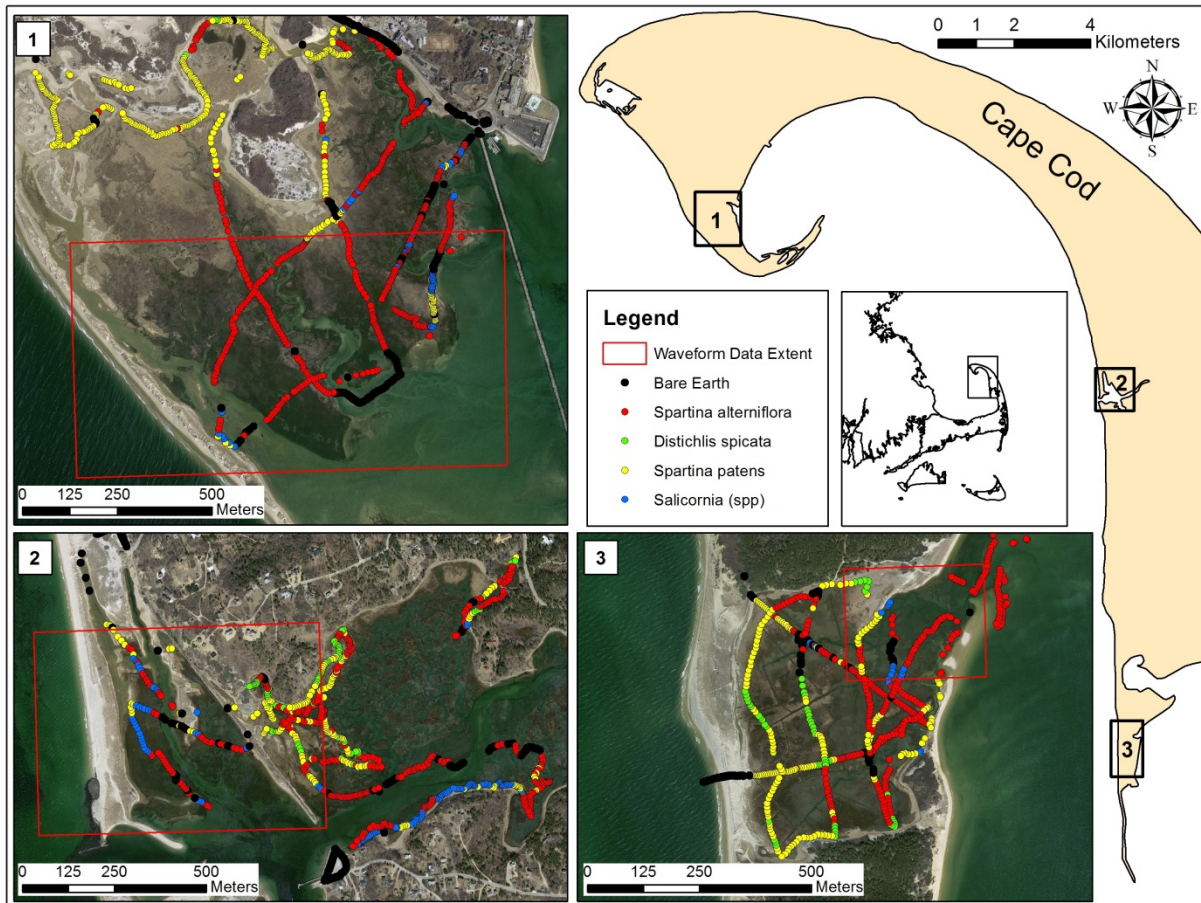 1
0 125 250 500
Meters
0 1 2 4
Kilometers
N
W E
S
Cape Cod
1
2
3
Legend
Waveform Data Extent
Bare Earth
Spartina alterniflora
Distichlis spicata
Spartina patens
Salicornia (spp)
2
0 125 250 500
Meters
3
0 125 250 500
Meters